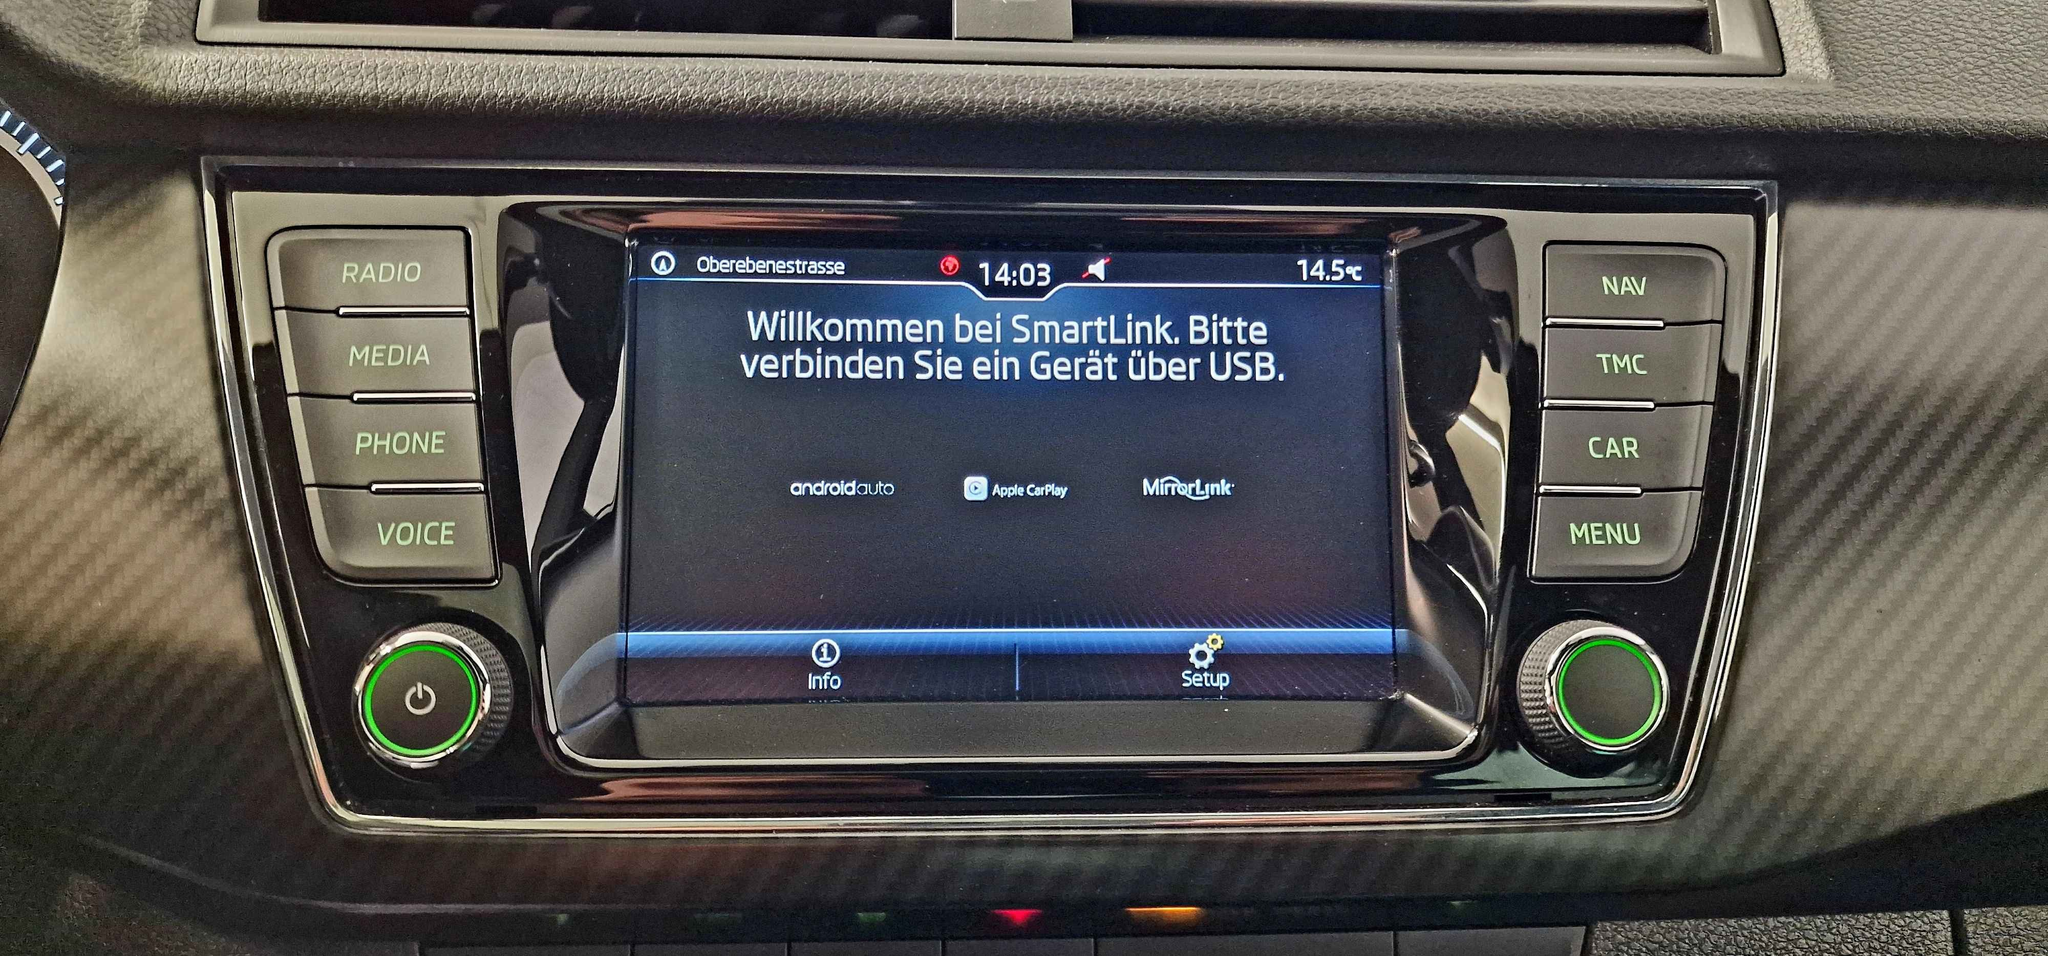 Oberebenestrasse
14:03
14.5°C
Willkommen bei SmartLink. Bitte
verbinden Sie ein Gerät über USB.
androidauto
Apple CarPlay
MirrorLink
Info
Setup
RADIO
MEDIA
PHONE
VOICE
NAV
TMC
CAR
MENU